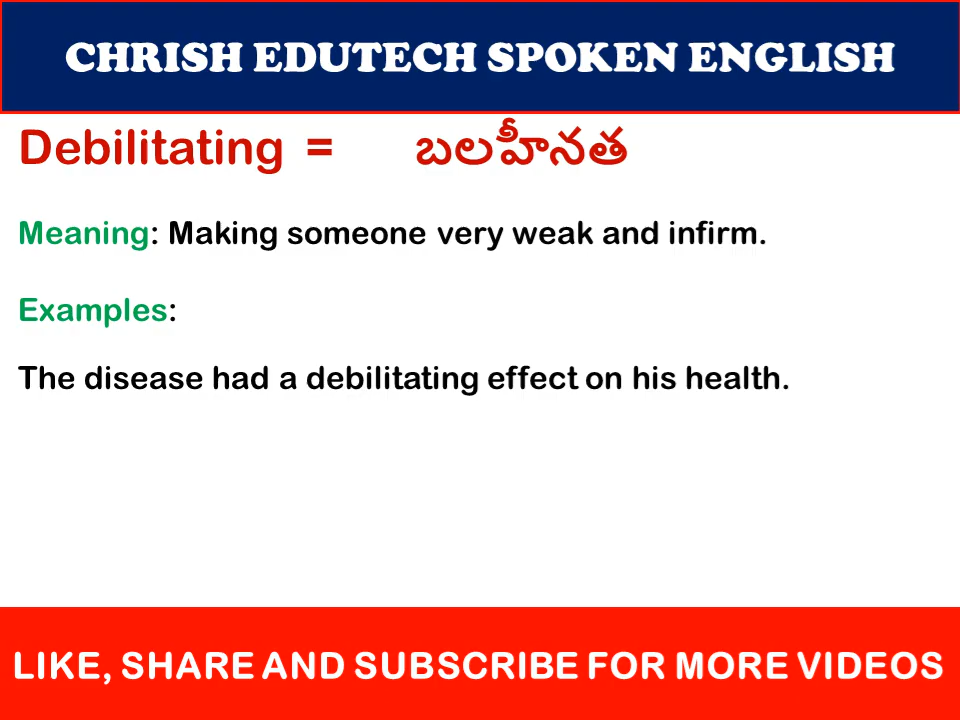 CHRISH EDUTECH SPOKEN ENGLISH
Debilitating = బలహీనత
Meaning: Making someone very weak and infirm.
Examples:
The disease had a debilitating effect on his health.
LIKE, SHARE AND SUBSCRIBE FOR MORE VIDEOS